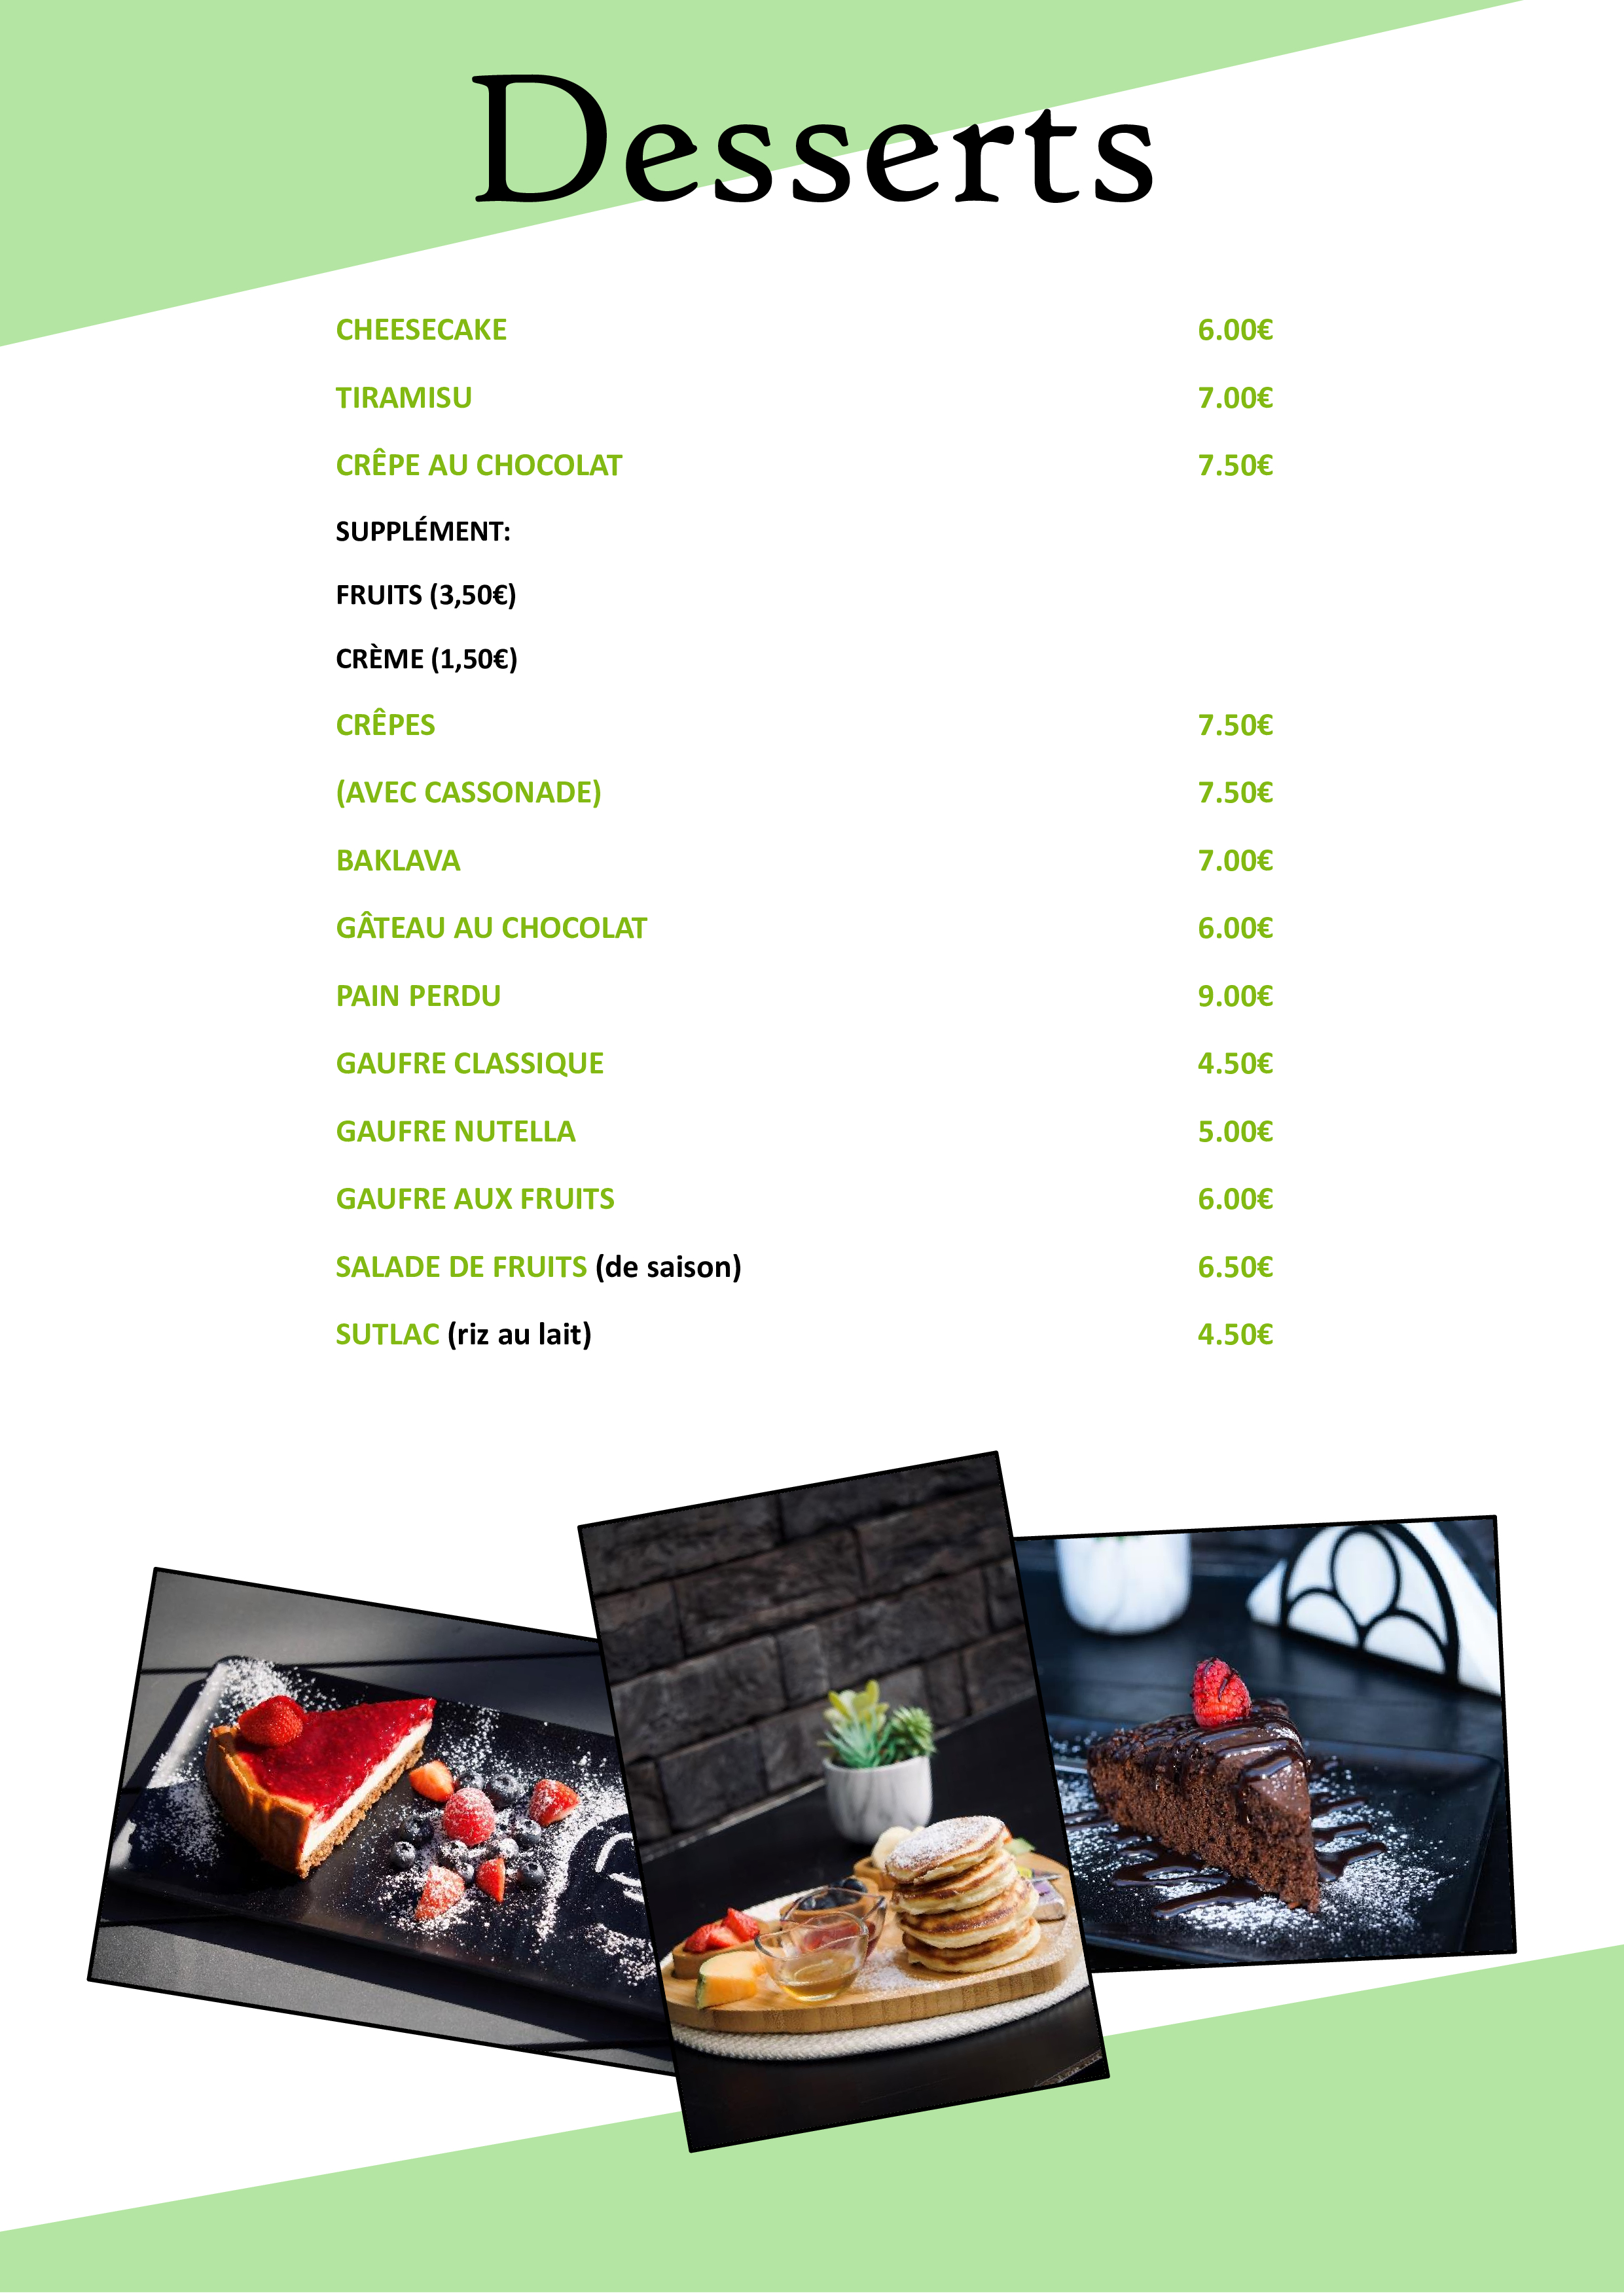 Desserts
CHEESECAKE 6.00€
TIRAMISU 7.00€
CRÊPE AU CHOCOLAT 7.50€
SUPPLÉMENT:
FRUITS (3,50€)
CRÈME (1,50€)
CRÊPES 7.50€
(AVEC CASSONADE) 7.50€
BAKLAVA 7.00€
GÂTEAU AU CHOCOLAT 6.00€
PAIN PERDU 9.00€
GAUFRE CLASSIQUE 4.50€
GAUFRE NUTELLA 5.00€
GAUFRE AUX FRUITS 6.00€
SALADE DE FRUITS (de saison) 6.50€
SUTLAC (riz au lait) 4.50€